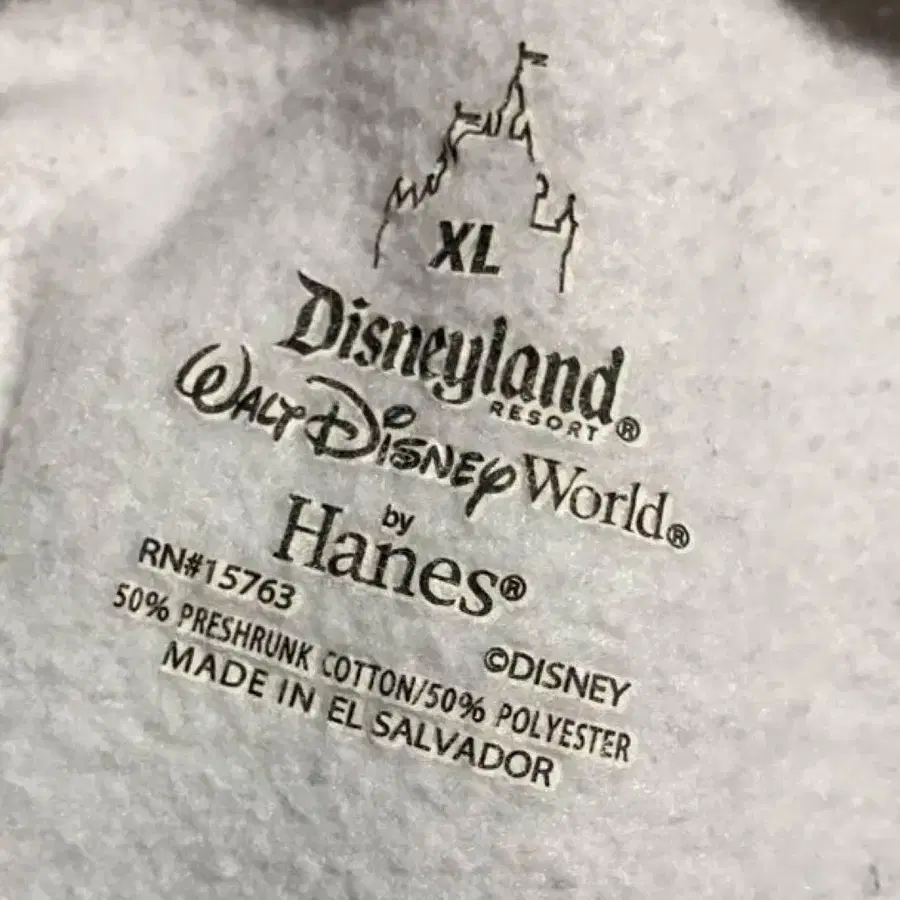 XL
Disneyland
RESORT®
WALT DISNEY World®
by
Hanes®
RN#15763 ©DISNEY
50% PRESHRUNK COTTON/50% POLYESTER
MADE IN EL SALVADOR